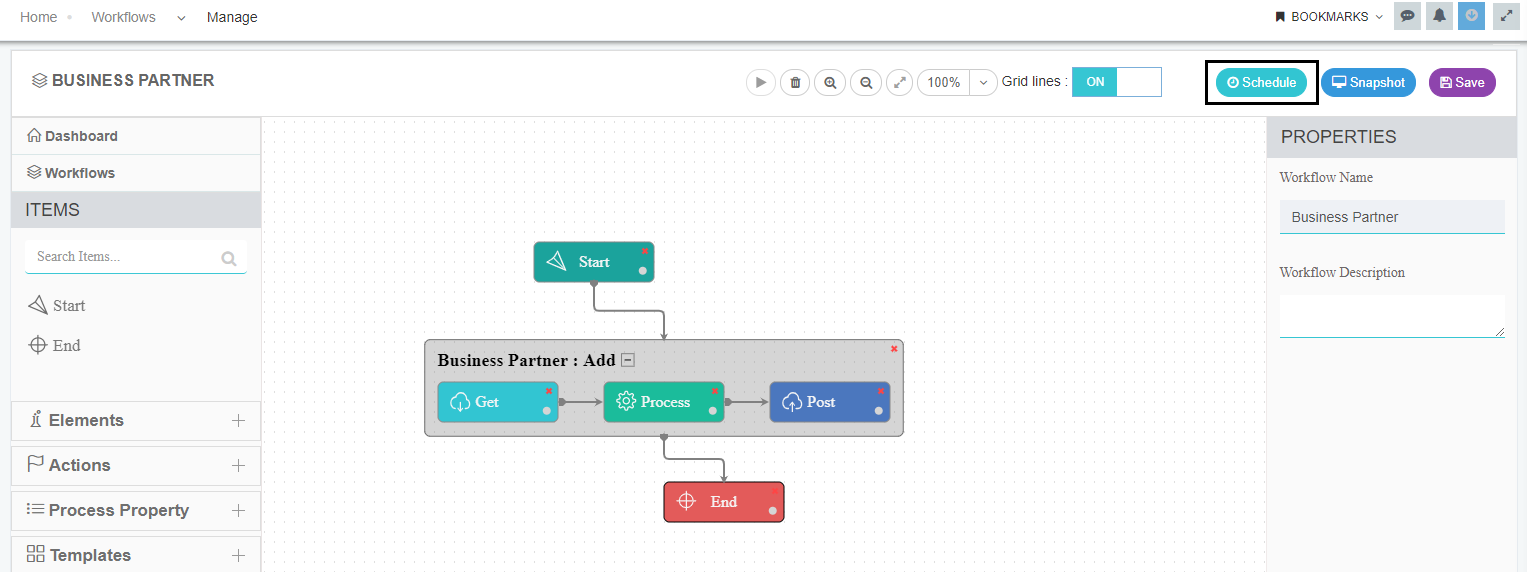 Home Workflows Manage BOOKMARKS
BUSINESS PARTNER 100% Grid lines : ON Schedule Snapshot Save
Dashboard
Workflows
ITEMS
Search Items...
Start
End
Elements
Actions
Process Property
Templates
Start
Business Partner : Add
Get Process Post
End
PROPERTIES
Workflow Name
Business Partner
Workflow Description